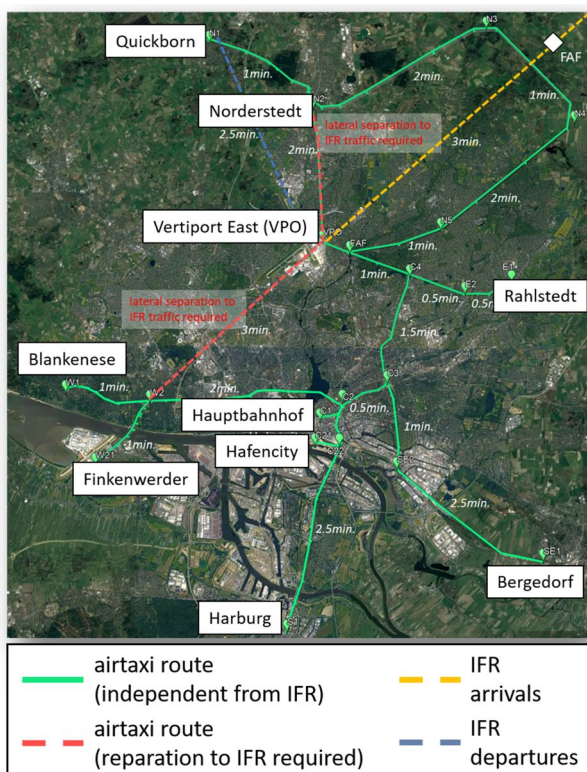 N1
N3
Quickborn
FAF
1min.
2min.
1min.
N2
Norderstedt
N4
lateral separation to
IFR traffic required
2.5min.
2min.
3min.
2min.
Vertiport East (VPO)
VPO
N5
FAF
1min.
1min.
C4
E1
E2
0.5min.
0.5m
Rahlstedt
lateral separation to
IFR traffic required
3min.
1.5min.
Blankenese
W1
1min.
W2
2min.
C3
C2
0.5min.
Hauptbahnhof
C1
1min.
Hafencity
1min.
W21
Finkenwerder
2.5min.
2.5min.
SE1
Bergedorf
Harburg
airtaxi route
(independent from IFR)
IFR
arrivals
airtaxi route
(reparation to IFR required)
IFR
departures